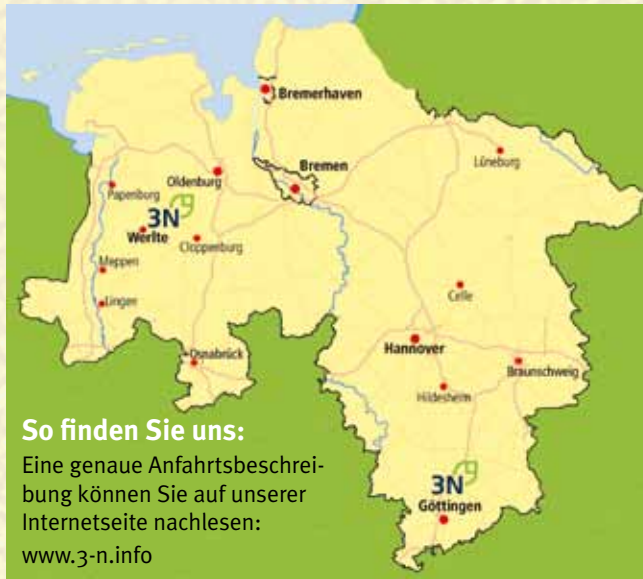 Bremerhaven
Lüneburg
Bremen
Oldenburg
Papenburg
3N
Werlte
Cloppenburg
Meppen
Lingen
Celle
Hannover
Osnabrück
Braunschweig
Hildesheim
So finden Sie uns:
Eine genaue Anfahrtsbeschrei-
bung können Sie auf unserer
Internetseite nachlesen:
www.3-n.info
3N
Göttingen